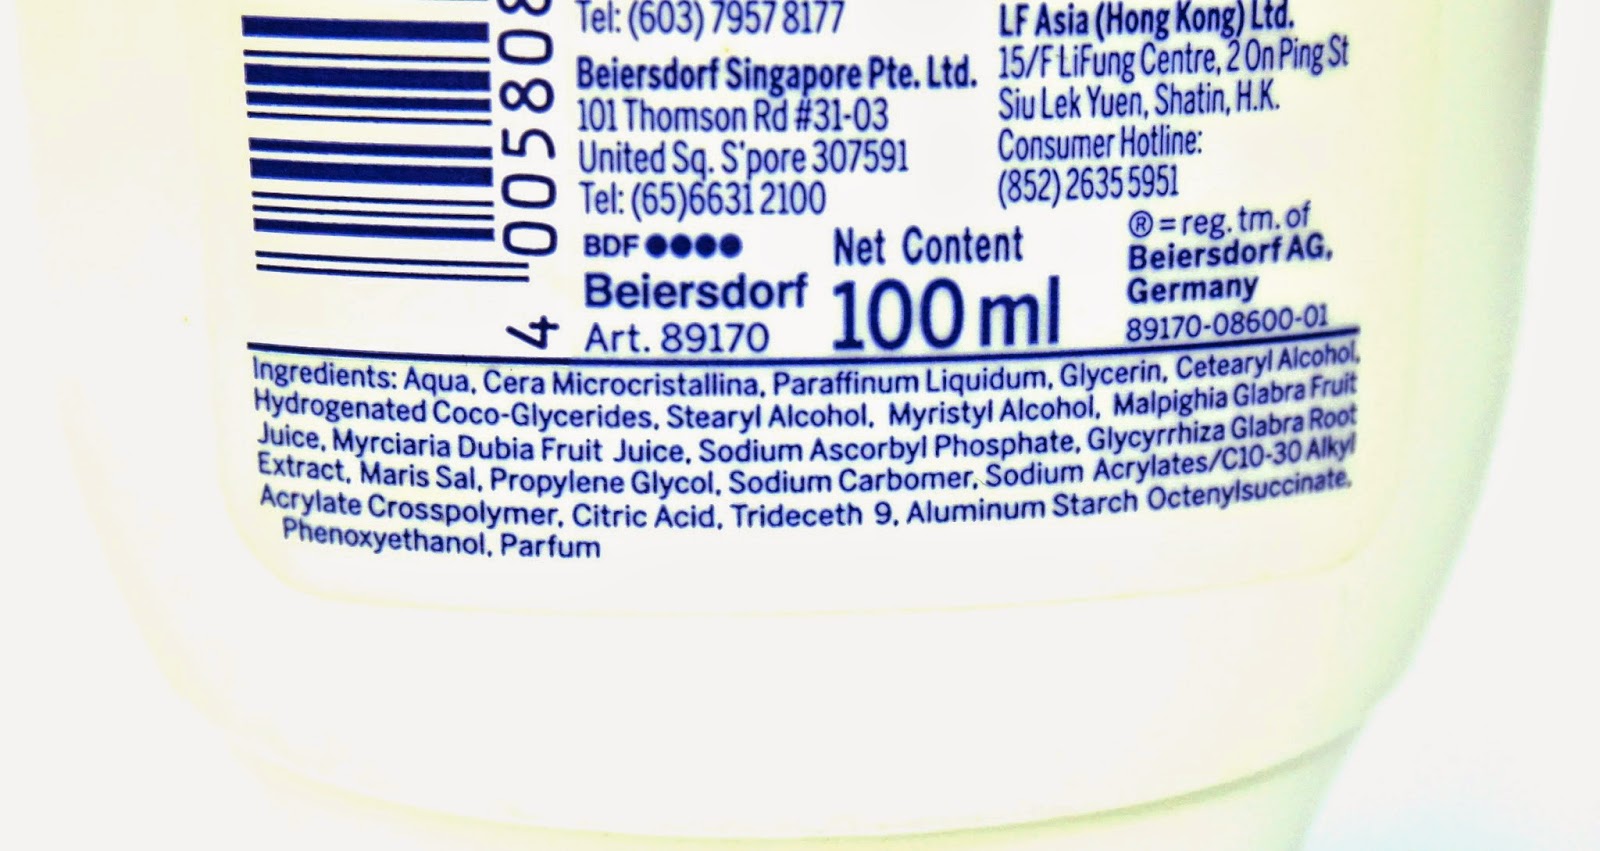 4 005808
Tel: (603) 7957 8177
Beiersdorf Singapore Pte. Ltd.
101 Thomson Rd #31-03
United Sq. S'pore 307591
Tel: (65)6631 2100
BDF●●●●
Beiersdorf
Art. 89170
Net Content
100 ml
LF Asia (Hong Kong) Ltd.
15/F LiFung Centre, 2 On Ping St
Siu Lek Yuen, Shatin, H.K.
Consumer Hotline:
(852) 2635 5951
® = reg. tm. of
Beiersdorf AG,
Germany
89170-08600-01
Ingredients: Aqua, Cera Microcristallina, Paraffinum Liquidum, Glycerin, Cetearyl Alcohol,
Hydrogenated Coco-Glycerides, Stearyl Alcohol, Myristyl Alcohol, Malpighia Glabra Fruit
Juice, Myrciaria Dubia Fruit Juice, Sodium Ascorbyl Phosphate, Glycyrrhiza Glabra Root
Extract, Maris Sal, Propylene Glycol, Sodium Carbomer, Sodium Acrylates/C10-30 Alkyl
Acrylate Crosspolymer, Citric Acid, Trideceth 9, Aluminum Starch Octenylsuccinate,
Phenoxyethanol, Parfum